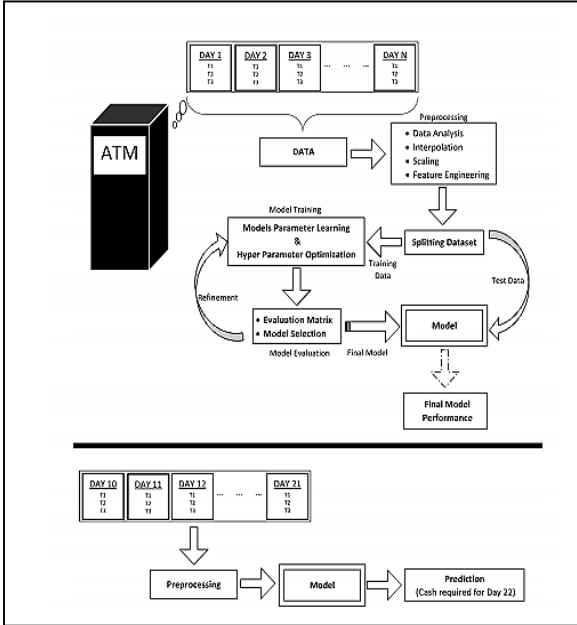 DAY 1 DAY 2 DAY 3 ... ... ... DAY N
T1 T1 T1 T1
T2 T2 T2 T2
T3 T3 T3 T3
ATM
DATA
Preprocessing
• Data Analysis
• Interpolation
• Scaling
• Feature Engineering
Model Training
Models Parameter Learning
&
Hyper Parameter Optimization
Training
Data
Splitting Dataset
Test Data
Refinement
• Evaluation Matrix
• Model Selection
Model Evaluation
Final Model
Model
Final Model
Performance
DAY 10 DAY 11 DAY 12 ... ... ... DAY 21
T1 T1 T1 T1
T2 T2 T2 T2
T3 T3 T3 T3
Preprocessing
Model
Prediction
(Cash required for Day 22)